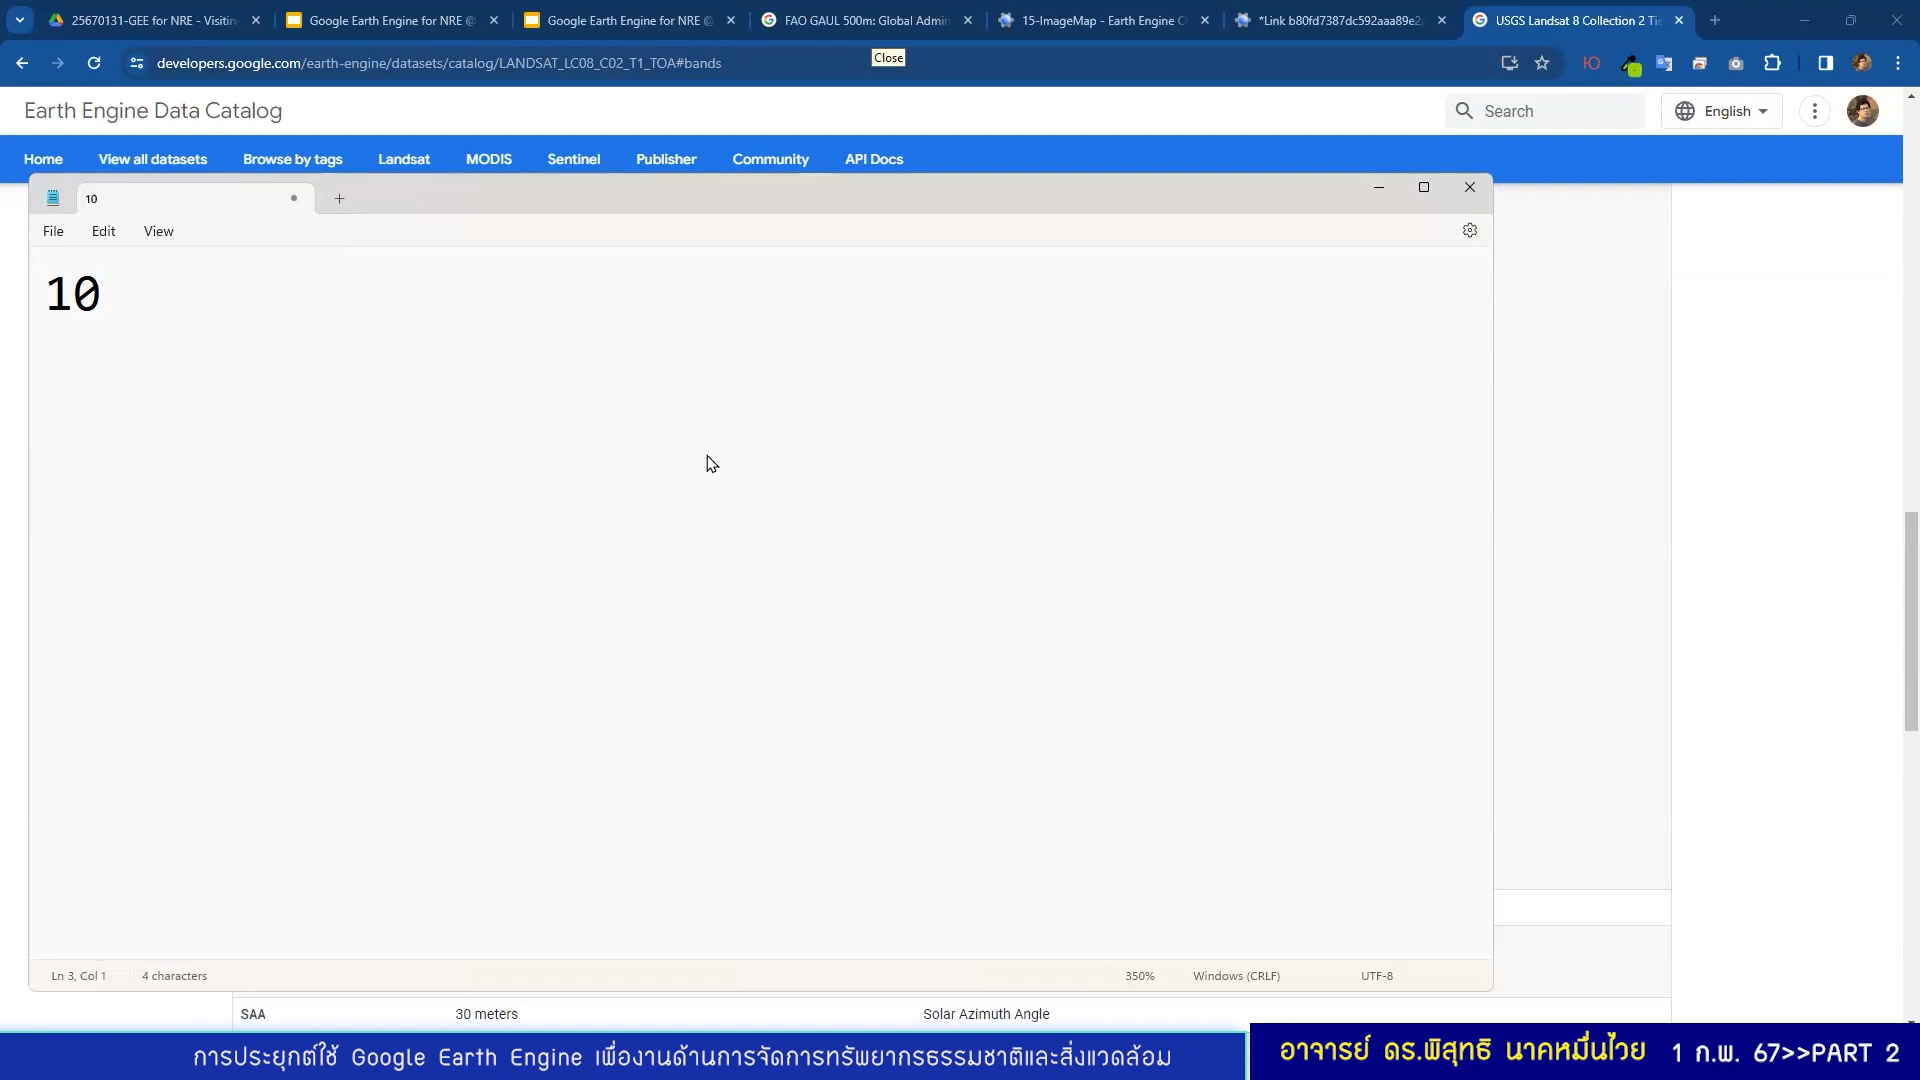 25670131-GEE for NRE - Visitin
Google Earth Engine for NRE @
Google Earth Engine for NRE @
FAO GAUL 500m: Global Admin
15-ImageMap - Earth Engine C
*Link b80fd7387dc592aaa89e2
USGS Landsat 8 Collection 2 Tie
developers.google.com/earth-engine/datasets/catalog/LANDSAT_LC08_C02_T1_TOA#bands
Close
Earth Engine Data Catalog
Search
English
Home View all datasets Browse by tags Landsat MODIS Sentinel Publisher Community API Docs
10
File Edit View
10
Ln 3, Col 1 4 characters 350% Windows (CRLF) UTF-8
SAA 30 meters Solar Azimuth Angle
การประยุกต์ใช้ Google Earth Engine เพื่องานด้านการจัดการทรัพยากรธรรมชาติและสิ่งแวดล้อม
อาจารย์ ดร.พิสุทธิ นาคหมื่นไวย 1 ก.พ. 67>>PART 2